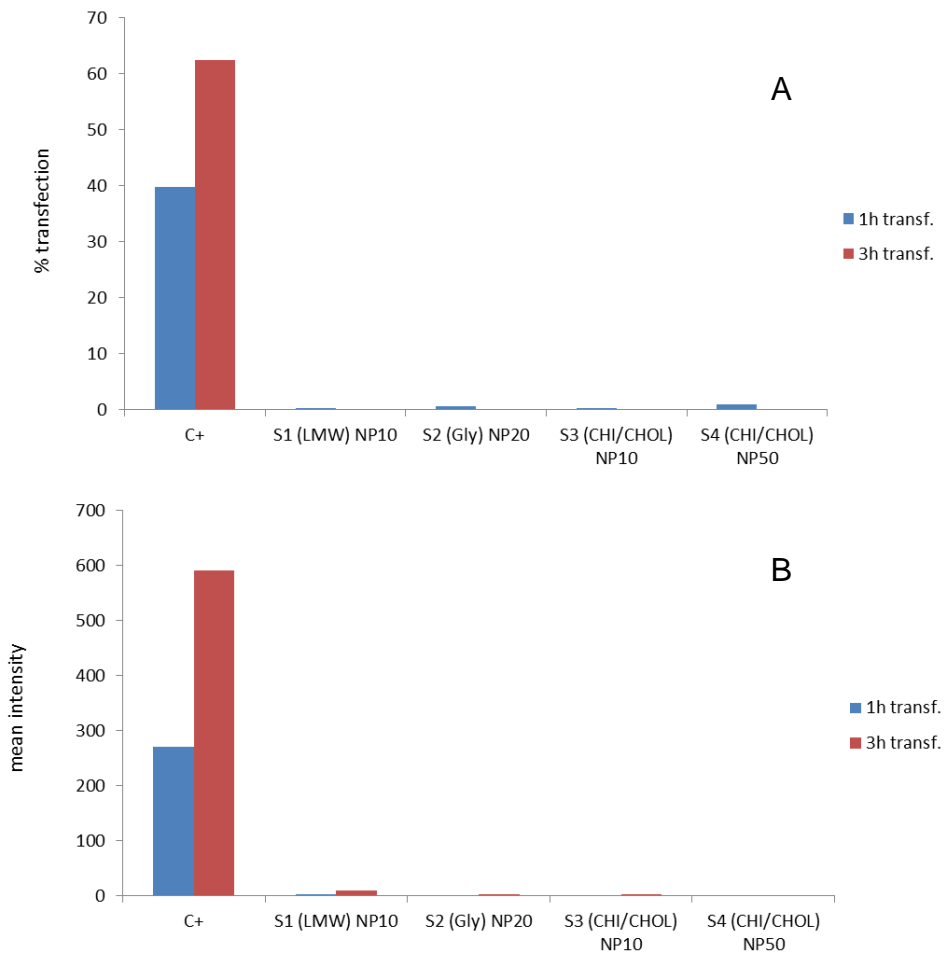 70
60
50
40
30
20
10
0
% transfection
A
1h transf.
3h transf.
C+
S1 (LMW) NP10
S2 (Gly) NP20
S3 (CHI/CHOL)
NP10
S4 (CHI/CHOL)
NP50
700
600
500
400
300
200
100
0
mean intensity
B
1h transf.
3h transf.
C+
S1 (LMW) NP10
S2 (Gly) NP20
S3 (CHI/CHOL)
NP10
S4 (CHI/CHOL)
NP50